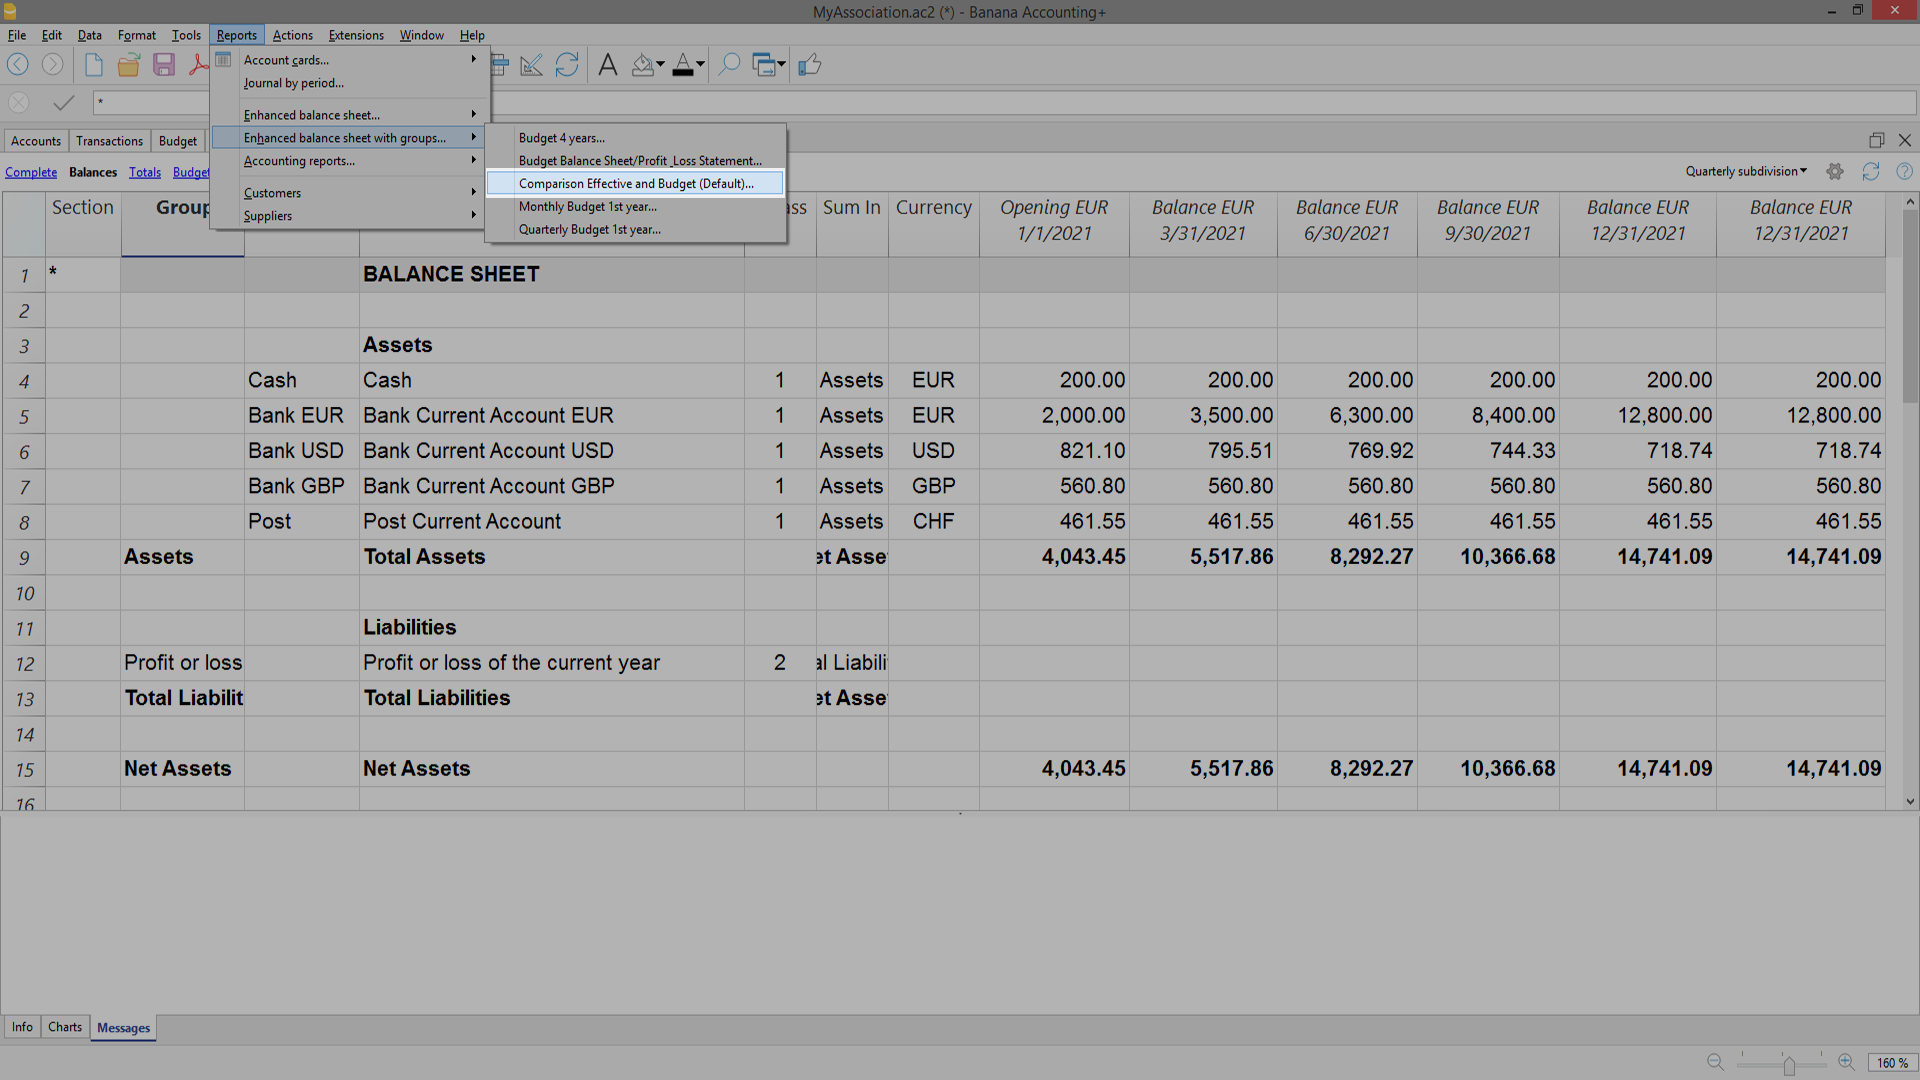 MyAssociation.ac2 (*) - Banana Accounting+
File Edit Data Format Tools Reports Actions Extensions Window Help
Account cards...
Journal by period...
*
Enhanced balance sheet...
Enhanced balance sheet with groups...
Accounting reports...
Customers
Suppliers
Budget 4 years...
Budget Balance Sheet/Profit _Loss Statement...
Comparison Effective and Budget (Default)...
Monthly Budget 1st year...
Quarterly Budget 1st year...
Accounts Transactions Budget
Complete Balances Totals Budget Quarterly subdivision
Section Group ass Sum In Currency Opening EUR Balance EUR Balance EUR Balance EUR Balance EUR Balance EUR
1/1/2021 3/31/2021 6/30/2021 9/30/2021 12/31/2021 12/31/2021
1 * BALANCE SHEET
2
3 Assets
4 Cash Cash 1 Assets EUR 200.00 200.00 200.00 200.00 200.00 200.00
5 Bank EUR Bank Current Account EUR 1 Assets EUR 2,000.00 3,500.00 6,300.00 8,400.00 12,800.00 12,800.00
6 Bank USD Bank Current Account USD 1 Assets USD 821.10 795.51 769.92 744.33 718.74 718.74
7 Bank GBP Bank Current Account GBP 1 Assets GBP 560.80 560.80 560.80 560.80 560.80 560.80
8 Post Post Current Account 1 Assets CHF 461.55 461.55 461.55 461.55 461.55 461.55
9 Assets Total Assets et Asse 4,043.45 5,517.86 8,292.27 10,366.68 14,741.09 14,741.09
10
11 Liabilities
12 Profit or loss Profit or loss of the current year 2 al Liabili
13 Total Liabilit Total Liabilities et Asse
14
15 Net Assets Net Assets 4,043.45 5,517.86 8,292.27 10,366.68 14,741.09 14,741.09
16
Info Charts Messages
160 %